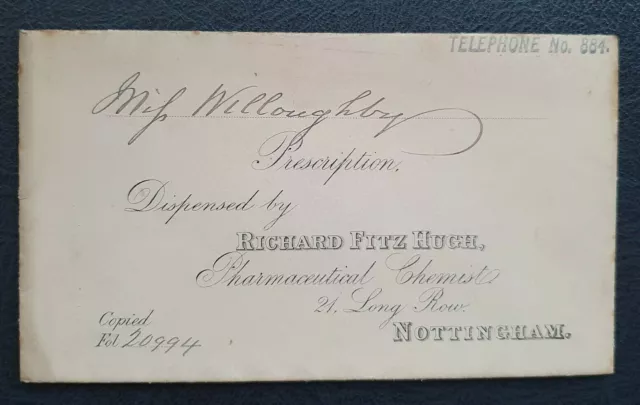 TELEPHONE No. 884.
Miss Willoughby
Prescription.
Dispensed by
RICHARD FITZ HUGH,
Pharmaceutical Chemist
21. Long Row.
NOTTINGHAM.
Copied
Fol 20994